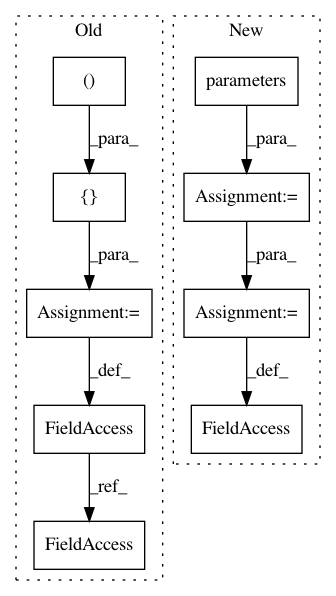 Old
()
_para_
{}
_para_
Assignment:=
_def_
FieldAccess
_ref_
FieldAccess
New
parameters
_para_
Assignment:=
_para_
Assignment:=
_def_
FieldAccess